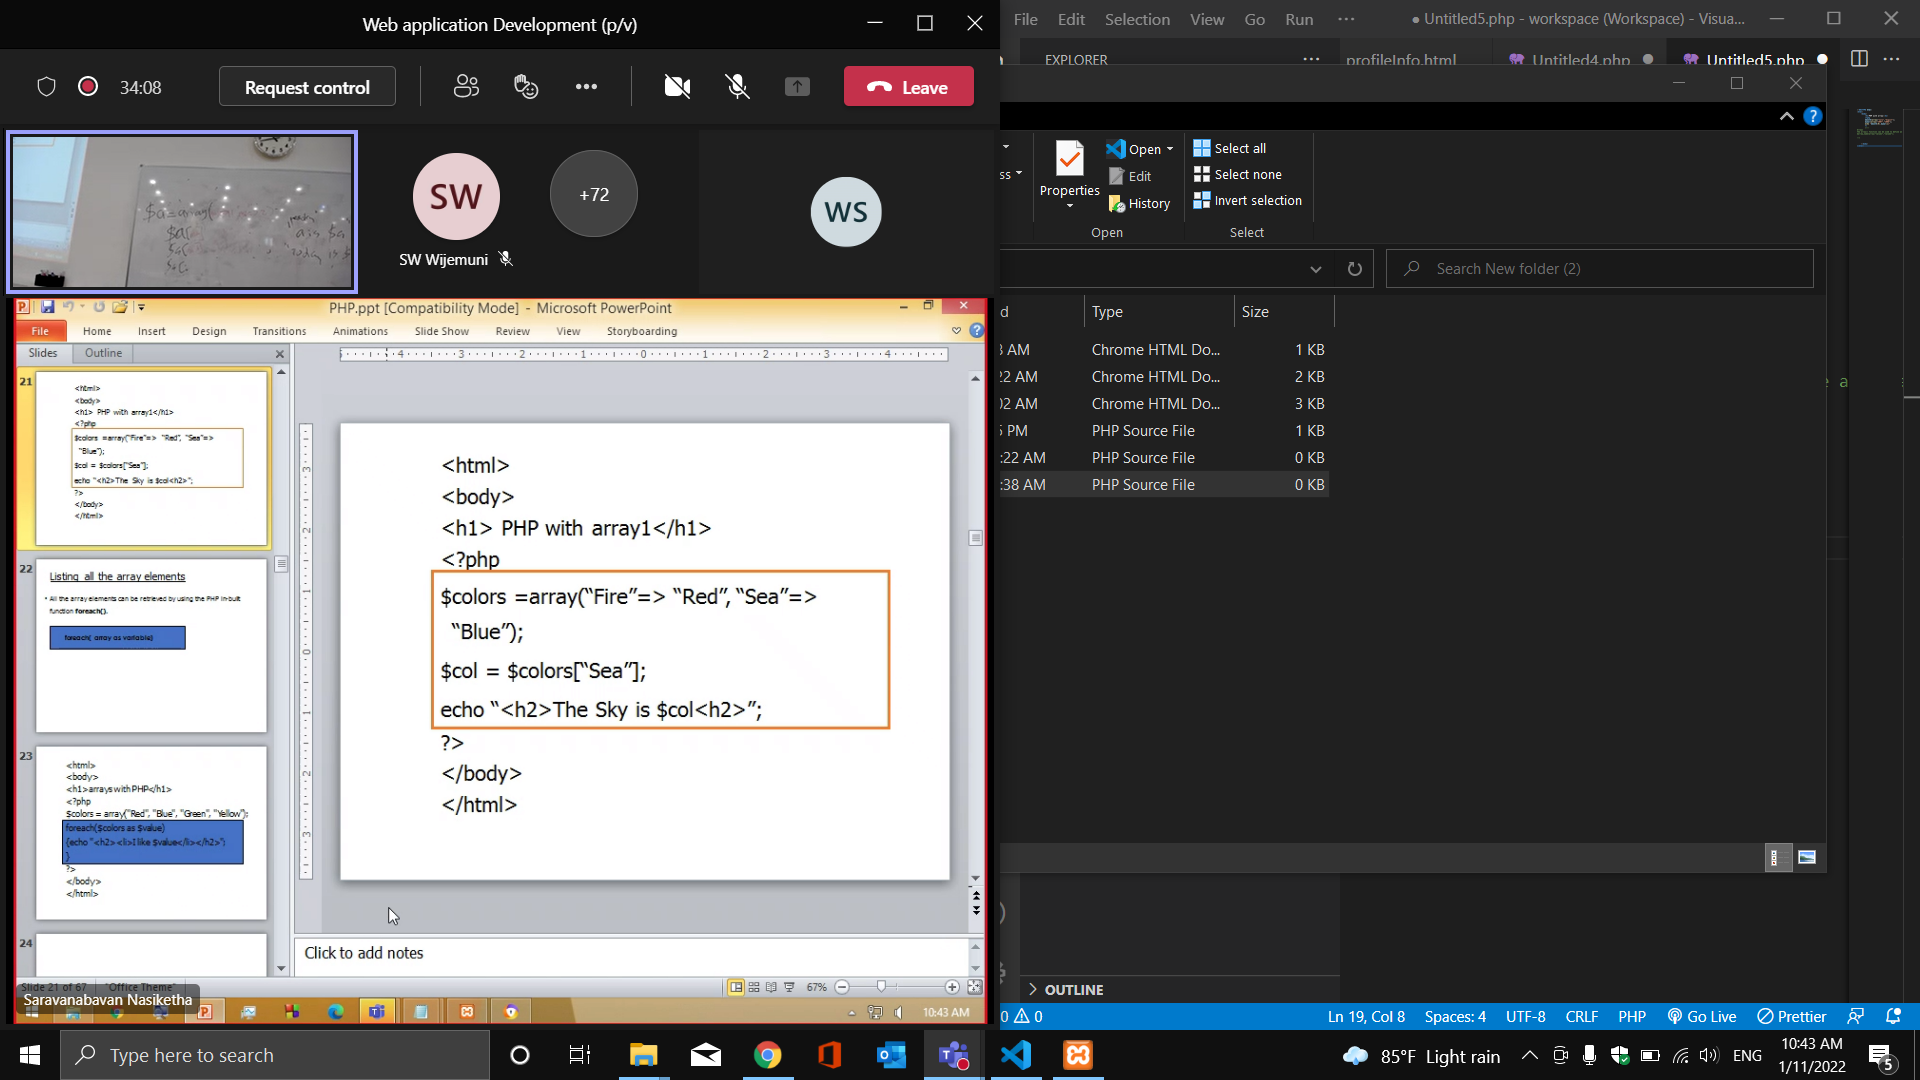 Web application Development (p/v)
34:08
Request control
Leave
$a=array(
SW
SW Wijemuni
+72
WS
PHP.ppt [Compatibility Mode] - Microsoft PowerPoint
File Home Insert Design Transitions Animations Slide Show Review View Storyboarding
Slides Outline
21
<html>
<body>
<h1> PHP with array1</h1>
<?php
$colors =array("Fire"=> "Red", "Sea"=>
"Blue");
$col = $colors["Sea"];
echo "<h2>The Sky is $col<h2>";
?>
</body>
</html>
22
Listing all the array elements
• All the array elements can be retrieved by using the PHP in-built
function foreach().
foreach( array as variable)
23
<html>
<body>
<h1>arrays with PHP</h1>
<?php
$colors = array("Red", "Blue", "Green", "Yellow");
foreach($colors as $value)
{echo "<h2> <li>I like $value</li></h2>";
}
?>
</body>
</html>
24
<html>
<body>
<h1> PHP with array1</h1>
<?php
$colors =array(“Fire”=> “Red”, “Sea”=>
“Blue”);
$col = $colors[“Sea”];
echo “<h2>The Sky is $col<h2>”;
?>
</body>
</html>
Click to add notes
Slide 21 of 67 "Office Theme"
67%
Saravanabavan Nasiketha
10:43 AM
File Edit Selection View Go Run ···
● Untitled5.php - workspace (Workspace) - Visua...
EXPLORER
profileInfo.html Untitled4.php Untitled5.php
Properties
Open
Edit
History
Open
Select all
Select none
Invert selection
Select
Search New folder (2)
d Type Size
3 AM Chrome HTML Do... 1 KB
22 AM Chrome HTML Do... 2 KB
02 AM Chrome HTML Do... 3 KB
5 PM PHP Source File 1 KB
:22 AM PHP Source File 0 KB
:38 AM PHP Source File 0 KB
OUTLINE
0 0
Ln 19, Col 8 Spaces: 4 UTF-8 CRLF PHP Go Live Prettier
Type here to search
85°F Light rain
ENG
10:43 AM
1/11/2022
5